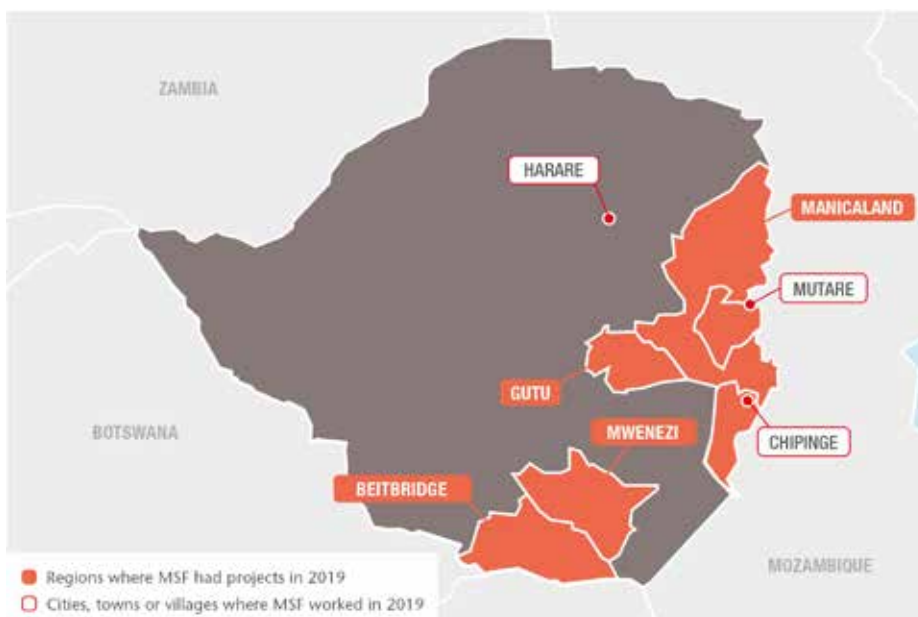 ZAMBIA
HARARE
MANICALAND
MUTARE
GUTU
MWENEZI
BOTSWANA
CHIPINGE
BEITBRIDGE
MOZAMBIQUE
Regions where MSF had projects in 2019
Cities, towns or villages where MSF worked in 2019